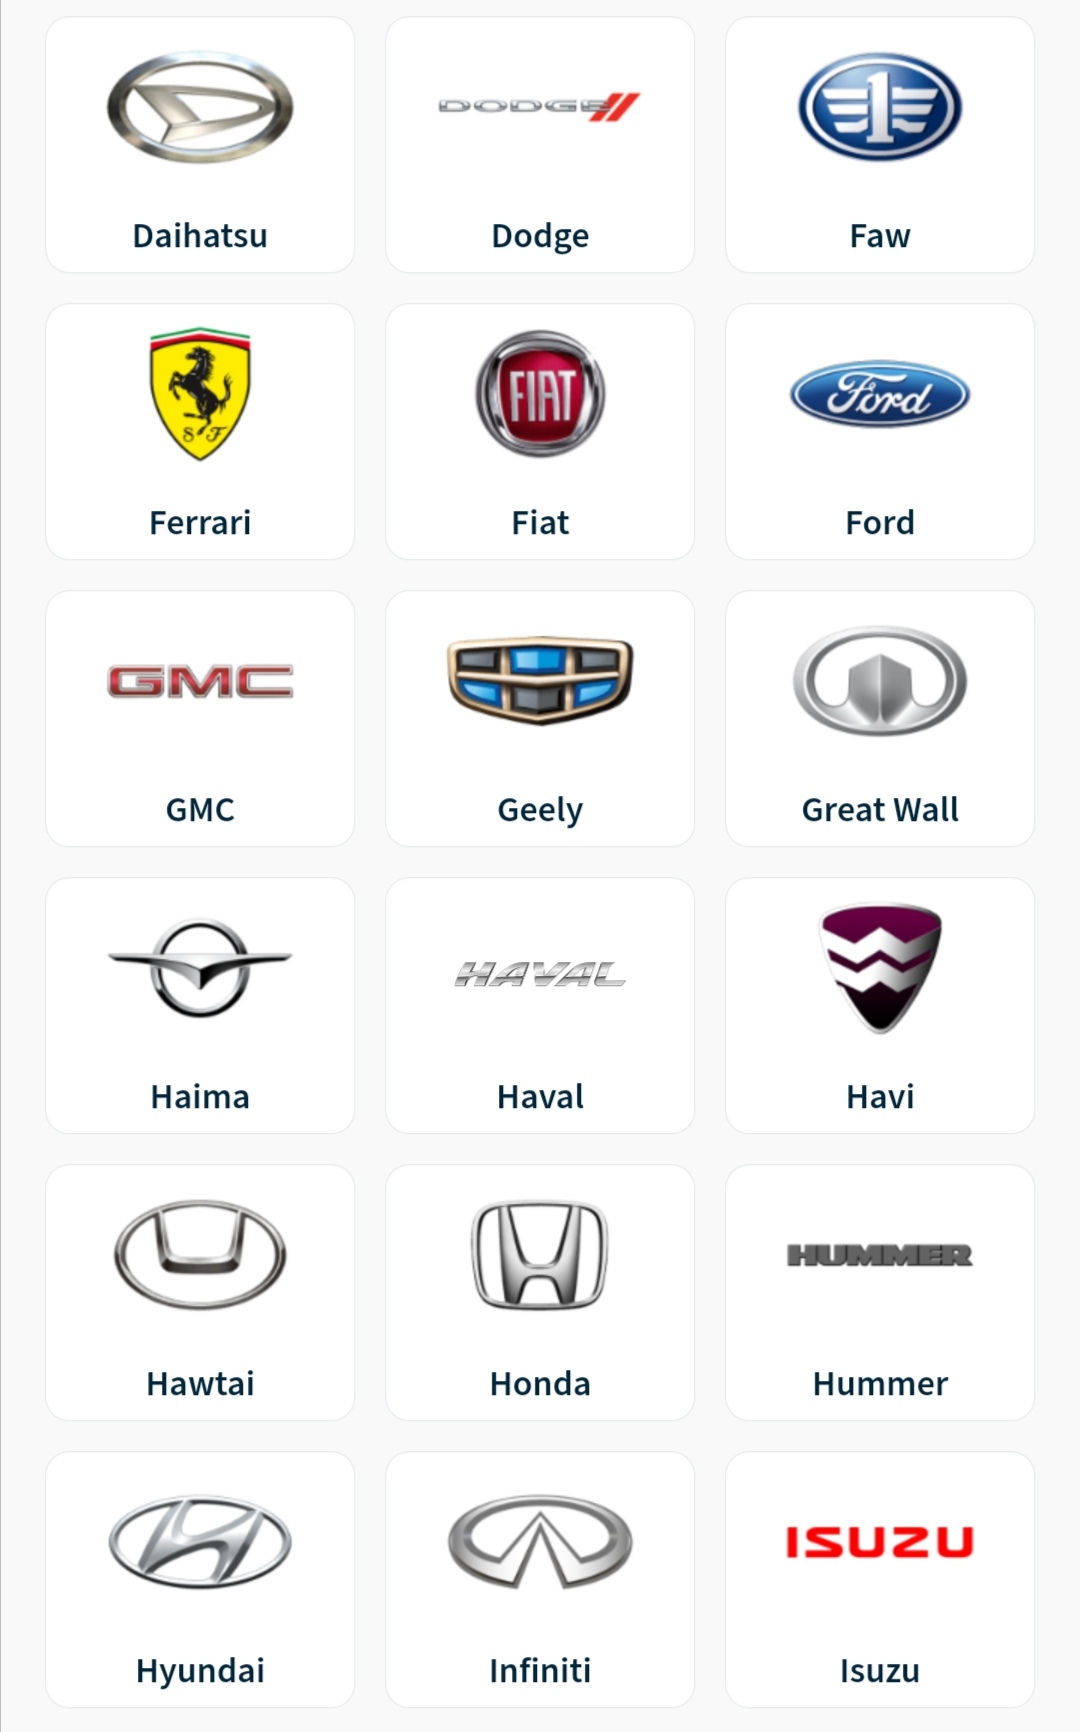 DODGE
1
Daihatsu
Dodge
Faw
S F
FIAT
Ford
Ferrari
Fiat
Ford
GMC
GMC
Geely
Great Wall
HAVAL
Haima
Haval
Havi
HUMMER
Hawtai
Honda
Hummer
ISUZU
Hyundai
Infiniti
Isuzu